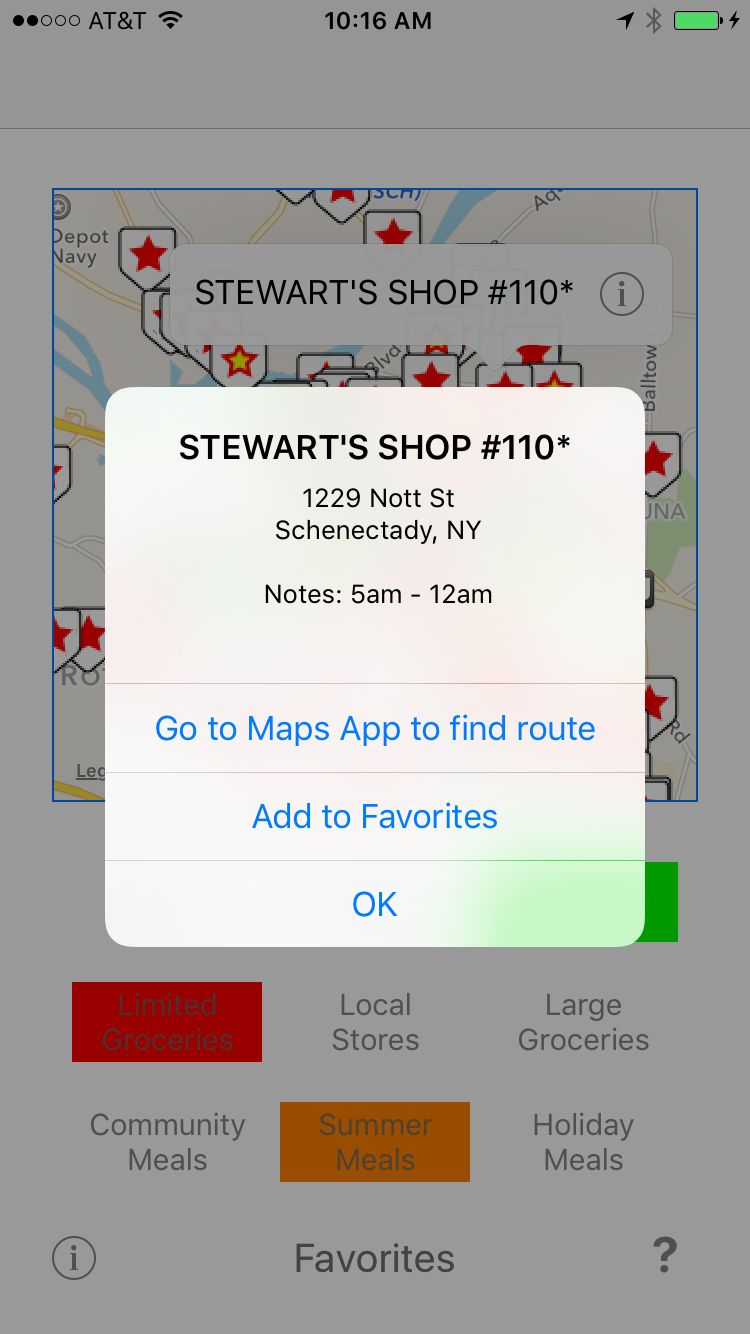 AT&T 10:16 AM
SCH)
Depot
Navy
STEWART'S SHOP #110*
Blvd
Balltow
STEWART'S SHOP #110*
1229 Nott St
Schenectady, NY
Notes: 5am - 12am
UNA
RO
Rd
Go to Maps App to find route
Leg
Add to Favorites
OK
Limited
Groceries
Local
Stores
Large
Groceries
Community
Meals
Summer
Meals
Holiday
Meals
Favorites
?